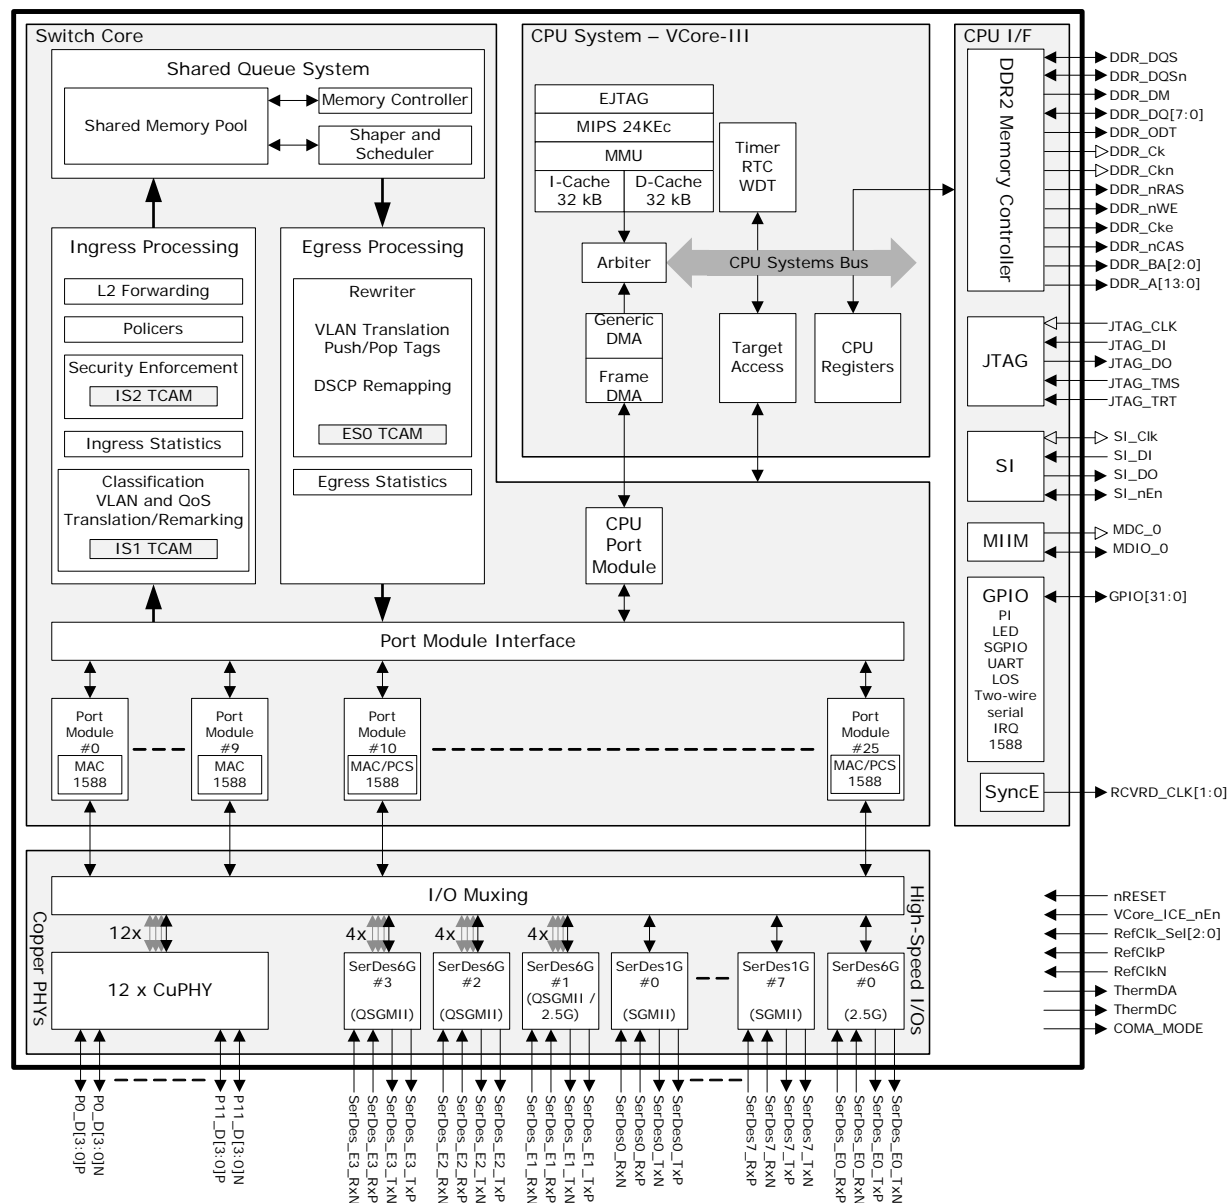 Switch Core
Shared Queue System
Shared Memory Pool
Memory Controller
Shaper and
Scheduler
Ingress Processing
L2 Forwarding
Policers
Security Enforcement
IS2 TCAM
Ingress Statistics
Classification
VLAN and QoS
Translation/Remarking
IS1 TCAM
Egress Processing
Rewriter
VLAN Translation
Push/Pop Tags
DSCP Remapping
ES0 TCAM
Egress Statistics
CPU System – VCore-III
EJTAG
MIPS 24KEc
MMU
I-Cache
32 kB
D-Cache
32 kB
Timer
RTC
WDT
Arbiter
CPU Systems Bus
Generic
DMA
Frame
DMA
Target
Access
CPU
Registers
CPU
Port
Module
Port Module Interface
Port
Module
#0
MAC
1588
Port
Module
#9
MAC
1588
Port
Module
#10
MAC/PCS
1588
Port
Module
#25
MAC/PCS
1588
CPU I/F
DDR2 Memory
Controller
DDR_DQS
DDR_DQSn
DDR_DM
DDR_DQ[7:0]
DDR_ODT
DDR_Ck
DDR_Ckn
DDR_nRAS
DDR_nWE
DDR_Cke
DDR_nCAS
DDR_BA[2:0]
DDR_A[13:0]
JTAG
JTAG_CLK
JTAG_DI
JTAG_DO
JTAG_TMS
JTAG_TRT
SI
SI_Clk
SI_DI
SI_DO
SI_nEn
MIIM
MDC_0
MDIO_0
GPIO
PI
LED
SGPIO
UART
LOS
Two-wire
serial
IRQ
1588
GPIO[31:0]
SyncE
RCVRD_CLK[1:0]
I/O Muxing
Copper PHYs
High-Speed I/Os
12x
4x
4x
4x
12 x CuPHY
SerDes6G
#3
(QSGMII)
SerDes6G
#2
(QSGMII)
SerDes6G
#1
(QSGMII /
2.5G)
SerDes1G
#0
(SGMII)
SerDes1G
#7
(SGMII)
SerDes6G
#0
(2.5G)
nRESET
VCore_ICE_nEn
RefClk_Sel[2:0]
RefClkP
RefClkN
ThermDA
ThermDC
COMA_MODE
P0_D[3:0]P
P0_D[3:0]N
P11_D[3:0]P
P11_D[3:0]N
SerDes_E3_RxN
SerDes_E3_RxP
SerDes_E3_TxN
SerDes_E3_TxP
SerDes_E2_RxN
SerDes_E2_RxP
SerDes_E2_TxN
SerDes_E2_TxP
SerDes_E1_RxN
SerDes_E1_RxP
SerDes_E1_TxN
SerDes_E1_TxP
SerDes0_RxN
SerDes0_RxP
SerDes0_TxN
SerDes0_TxP
SerDes7_RxP
SerDes7_RxN
SerDes7_TxP
SerDes7_TxN
SerDes_E0_RxP
SerDes_E0_RxN
SerDes_E0_TxP
SerDes_E0_TxN